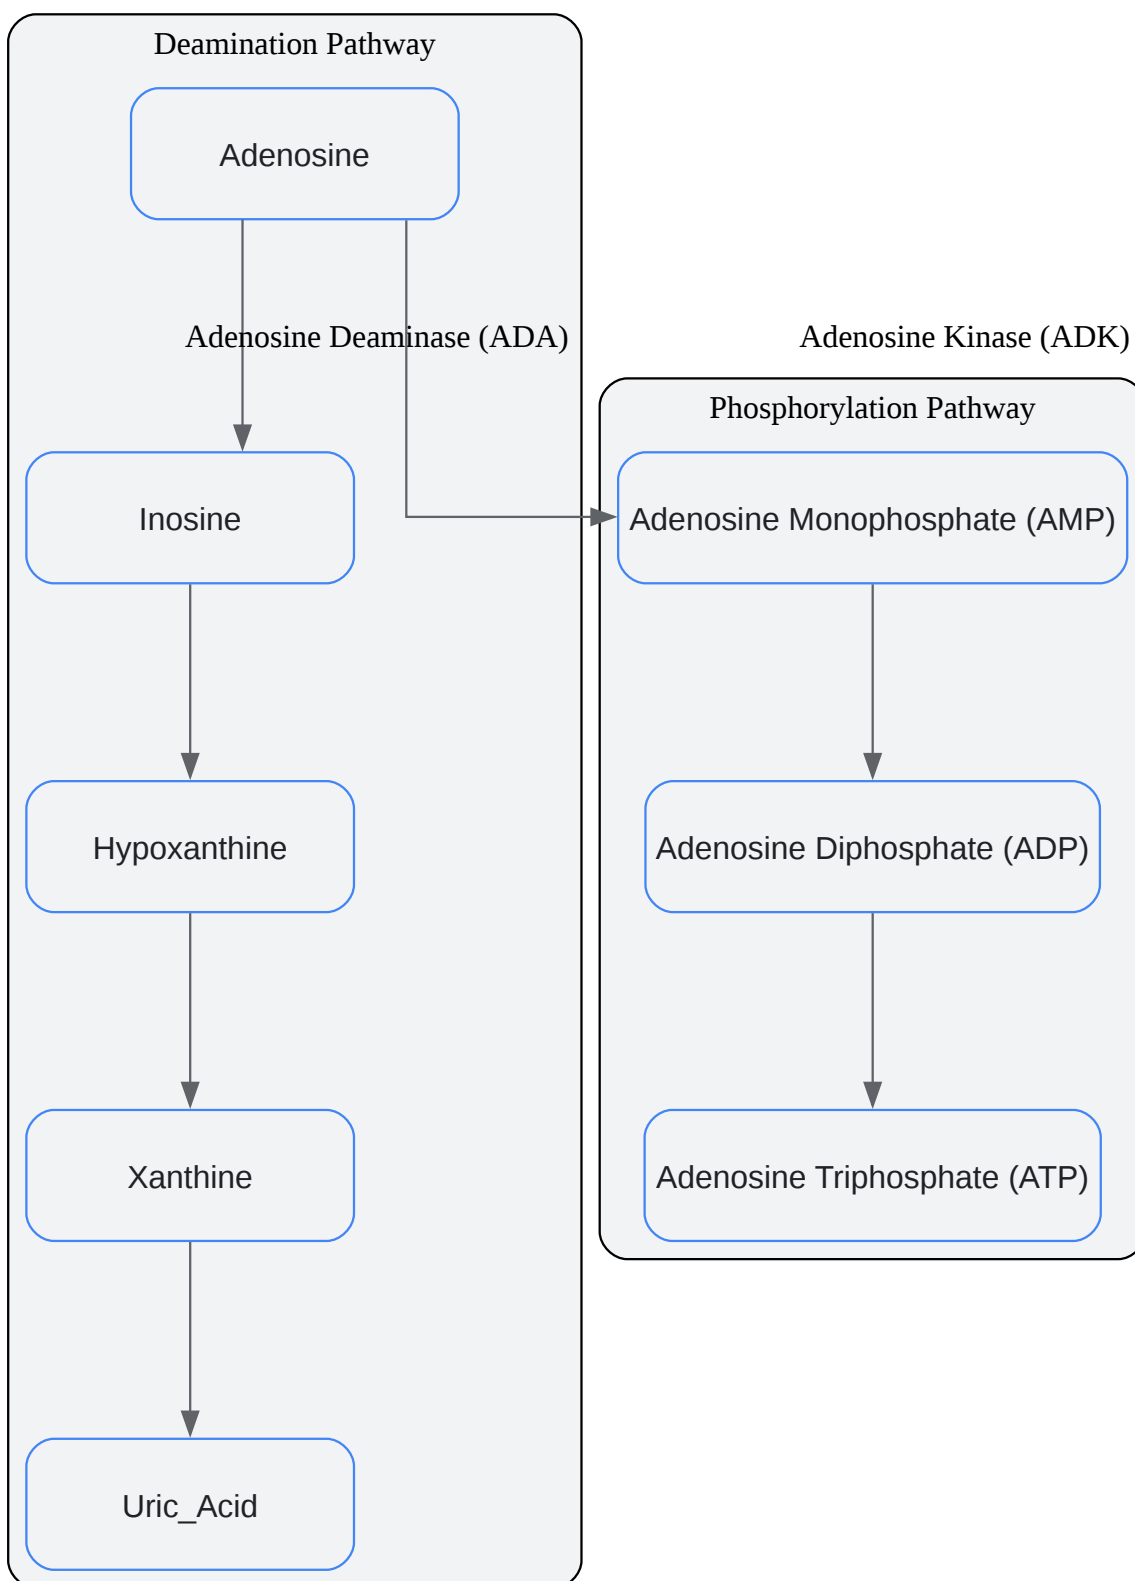 Deamination Pathway
Adenosine
Adenosine Deaminase (ADA)
Adenosine Kinase (ADK)
Phosphorylation Pathway
Inosine
Adenosine Monophosphate (AMP)
Hypoxanthine
Adenosine Diphosphate (ADP)
Xanthine
Adenosine Triphosphate (ATP)
Uric_Acid